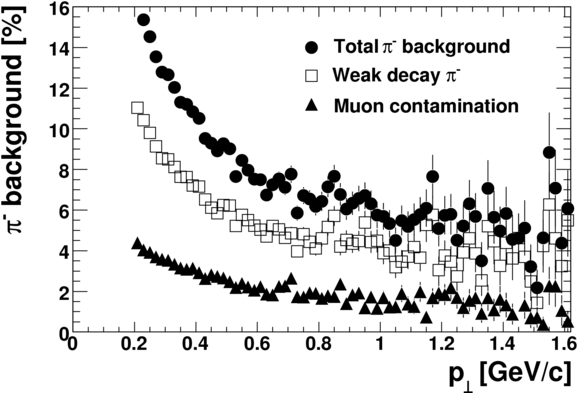 π⁻ background [%]
16
14
12
10
8
6
4
2
0
Total π⁻ background
Weak decay π⁻
Muon contamination
0 0.2 0.4 0.6 0.8 1 1.2 1.4 1.6
p⊥ [GeV/c]